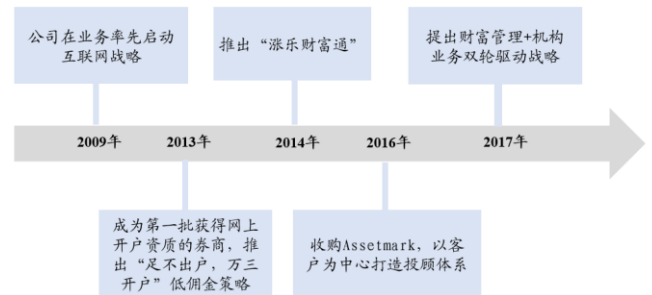 公司在业务率先启动
互联网战略
推出“涨乐财富通”
提出财富管理+机构
业务双轮驱动战略
2009年
2013年
2014年
2016年
2017年
成为第一批获得网上
开户资质的券商，推
出“足不出户，万三
开户”低佣金策略
收购Assetmark，以客
户为中心打造投顾体系